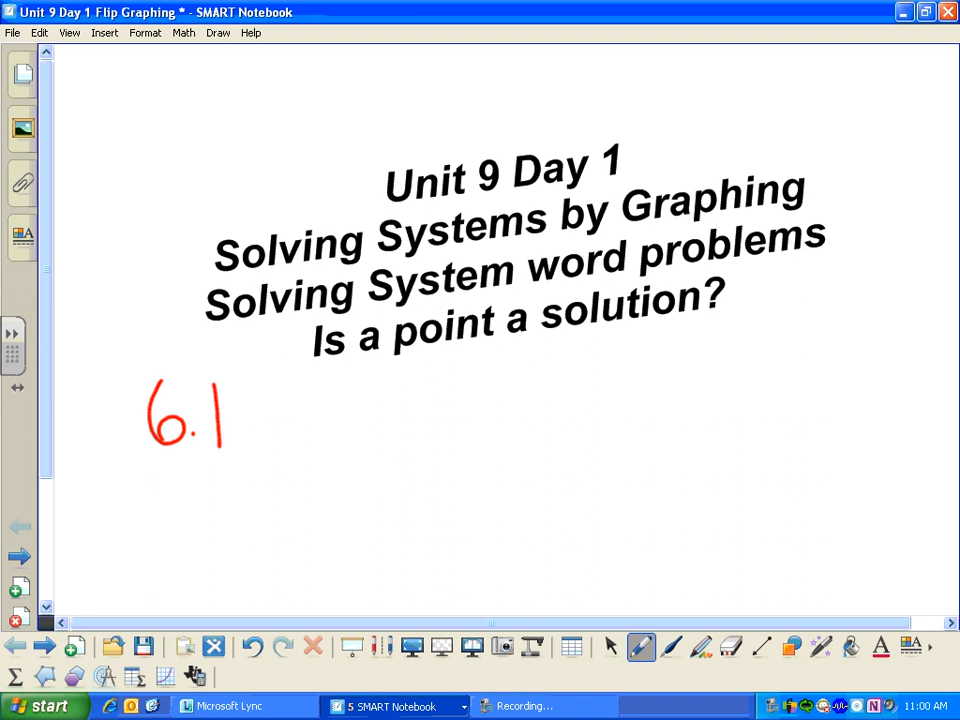 Unit 9 Day 1 Flip Graphing * - SMART Notebook
File Edit View Insert Format Math Draw Help
Unit 9 Day 1
Solving Systems by Graphing
Solving System word problems
Is a point a solution?
6.1
start Microsoft Lync 5 SMART Notebook Recording... 11:00 AM